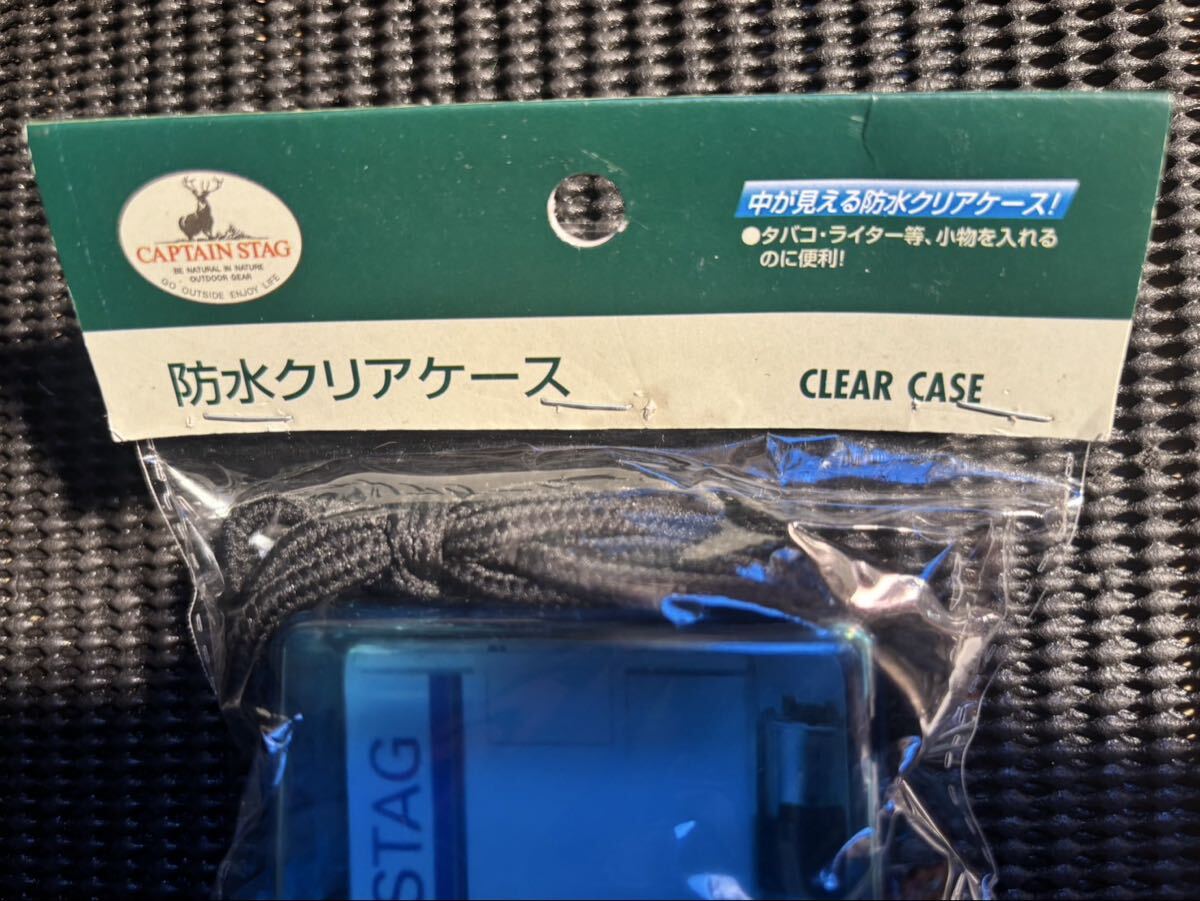 CAPTAIN STAG
BE NATURAL IN NATURE
OUTDOOR GEAR
GO OUTSIDE ENJOY LIFE
中が見える防水クリアケース!
●タバコ・ライター等、小物を入れる
のに便利!
防水クリアケース
CLEAR CASE
STAG